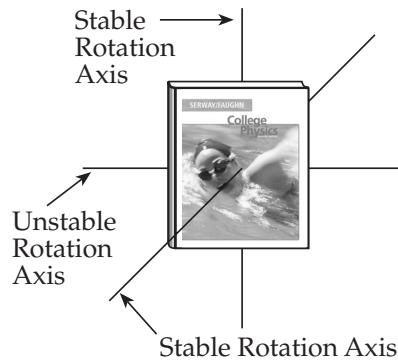 Stable
Rotation
Axis
SERWAY/FAUGHN
College
Physics
Unstable
Rotation
Axis
Stable Rotation Axis